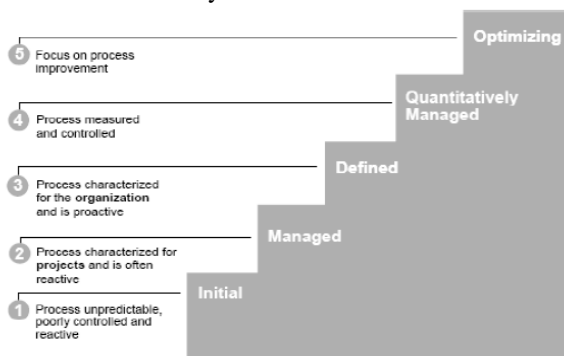 Optimizing
5 Focus on process
improvement
Quantitatively
Managed
4 Process measured
and controlled
Defined
3 Process characterized
for the organization
and is proactive
Managed
2 Process characterized for
projects and is often
reactive
Initial
1 Process unpredictable,
poorly controlled and
reactive